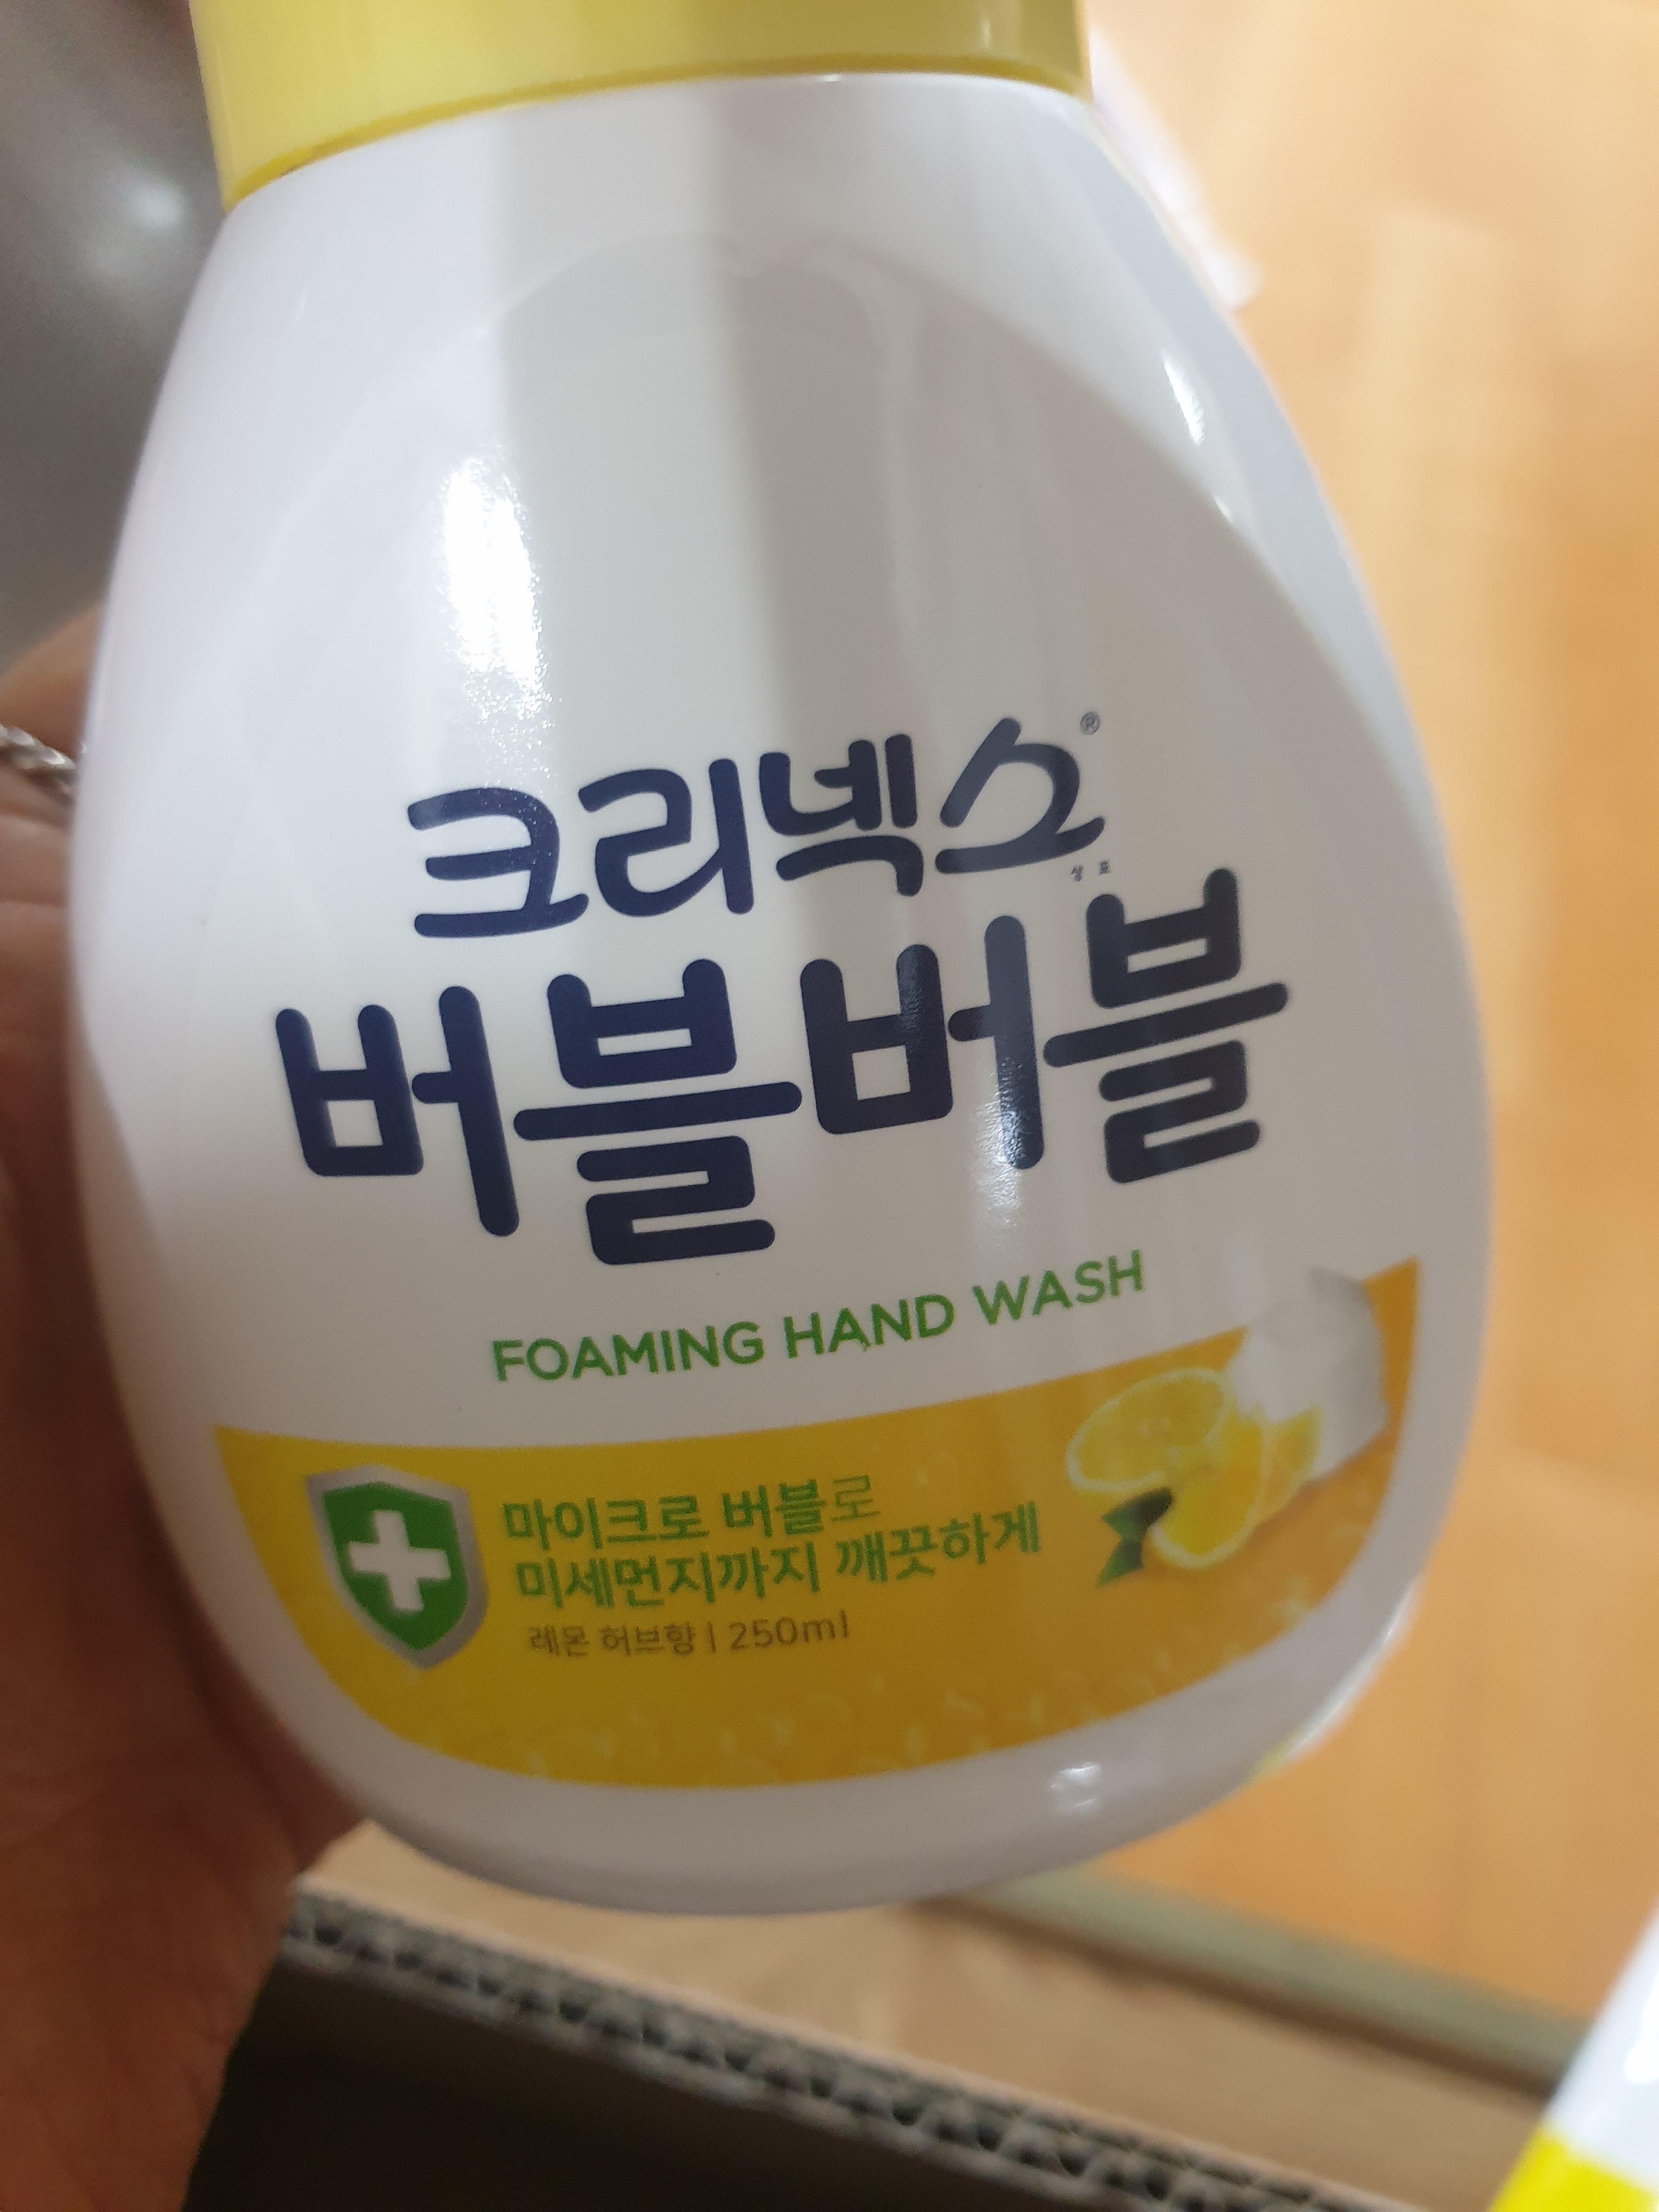 크리넥스®
상표
버블버블
FOAMING HAND WASH
마이크로 버블로
미세먼지까지 깨끗하게
레몬 허브향 | 250ml